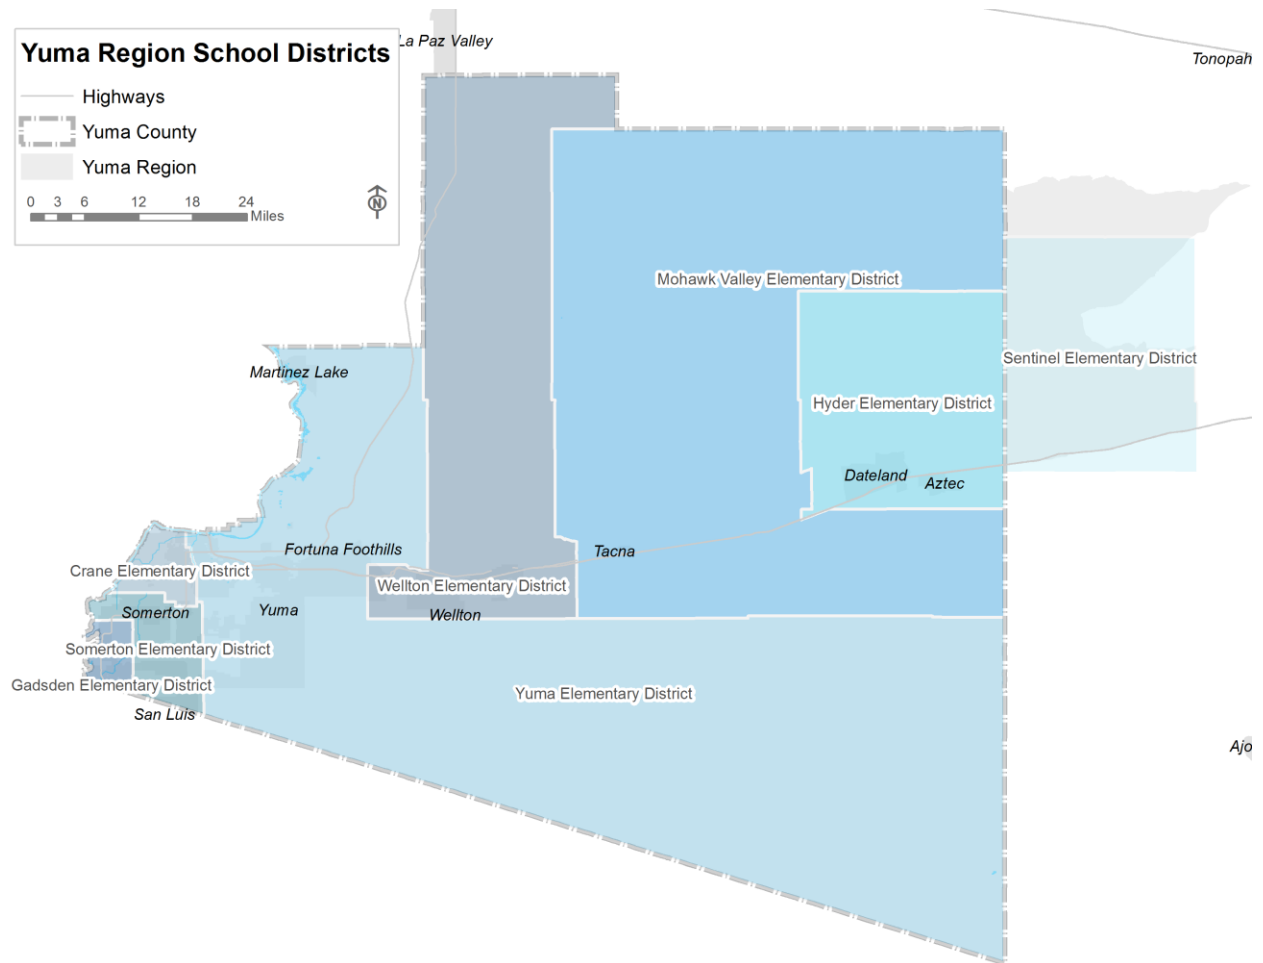 La Paz Valley
Tonopah
Yuma Region School Districts
Highways
Yuma County
Yuma Region
0 3 6 12 18 24
Miles
N
Mohawk Valley Elementary District
Sentinel Elementary District
Martinez Lake
Hyder Elementary District
Dateland
Aztec
Fortuna Foothills
Tacna
Crane Elementary District
Wellton Elementary District
Somerton
Yuma
Wellton
Somerton Elementary District
Gadsden Elementary District
Yuma Elementary District
San Luis
Ajo